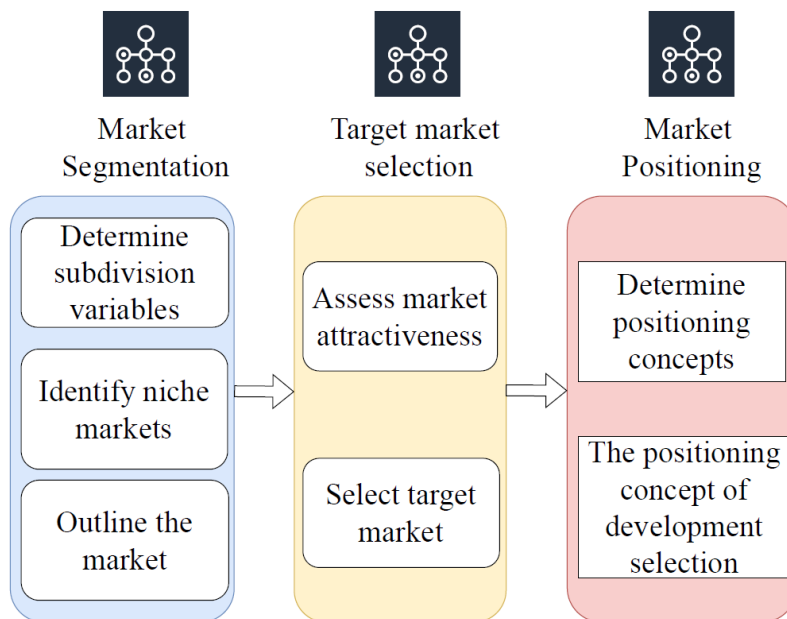 Market
Segmentation
Target market
selection
Market
Positioning
Determine
subdivision
variables
Identify niche
markets
Outline the
market
Assess market
attractiveness
Select target
market
Determine
positioning
concepts
The positioning
concept of
development
selection